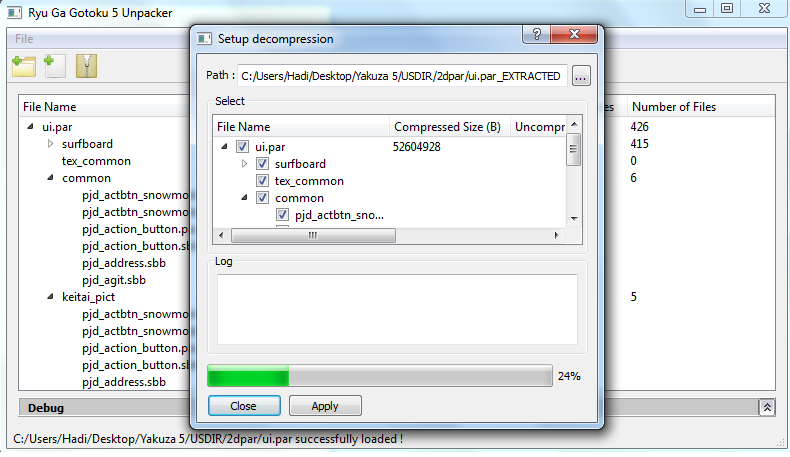 Ryu Ga Gotoku 5 Unpacker
File
File Name
Number of Files
ui.par
426
surfboard
415
tex_common
0
common
6
pjd_actbtn_snowmo
pjd_actbtn_snowmo
pjd_action_button.p
pjd_action_button.sb
pjd_address.sbb
pjd_agit.sbb
keitai_pict
5
pjd_actbtn_snowmo
pjd_action_button.p
pjd_action_button.sb
pjd_address.sbb
Debug
C:/Users/Hadi/Desktop/Yakuza 5/USDIR/2dpar/ui.par successfully loaded !
Setup decompression
Path : C:/Users/Hadi/Desktop/Yakuza 5/USDIR/2dpar/ui.par_EXTRACTED ...
Select
File Name Compressed Size (B) Uncompr
ui.par 52604928
surfboard
tex_common
common
pjd_actbtn_sno...
Log
24%
Close Apply